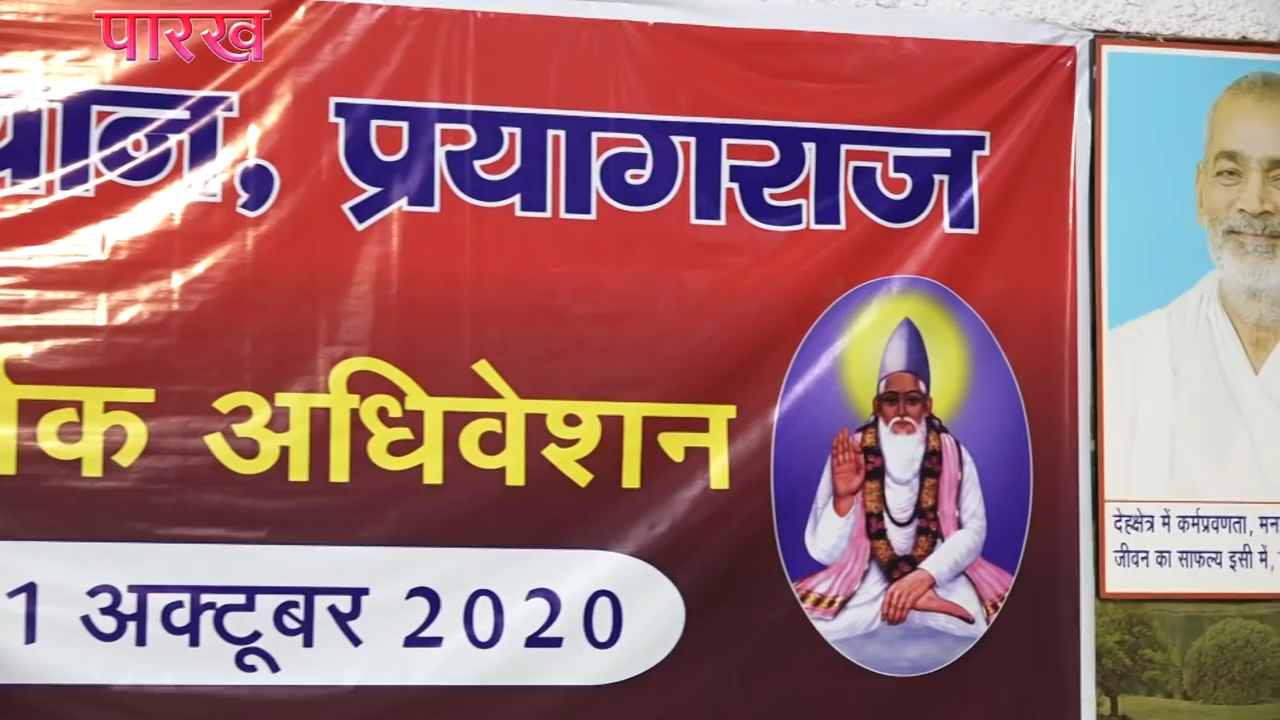 पारख
प्रयागराज
अधिवेशन
1 अक्टूबर 2020
देहक्षेत्र में कर्मप्रवणता, मन
जीवन का साफल्य इसी में,